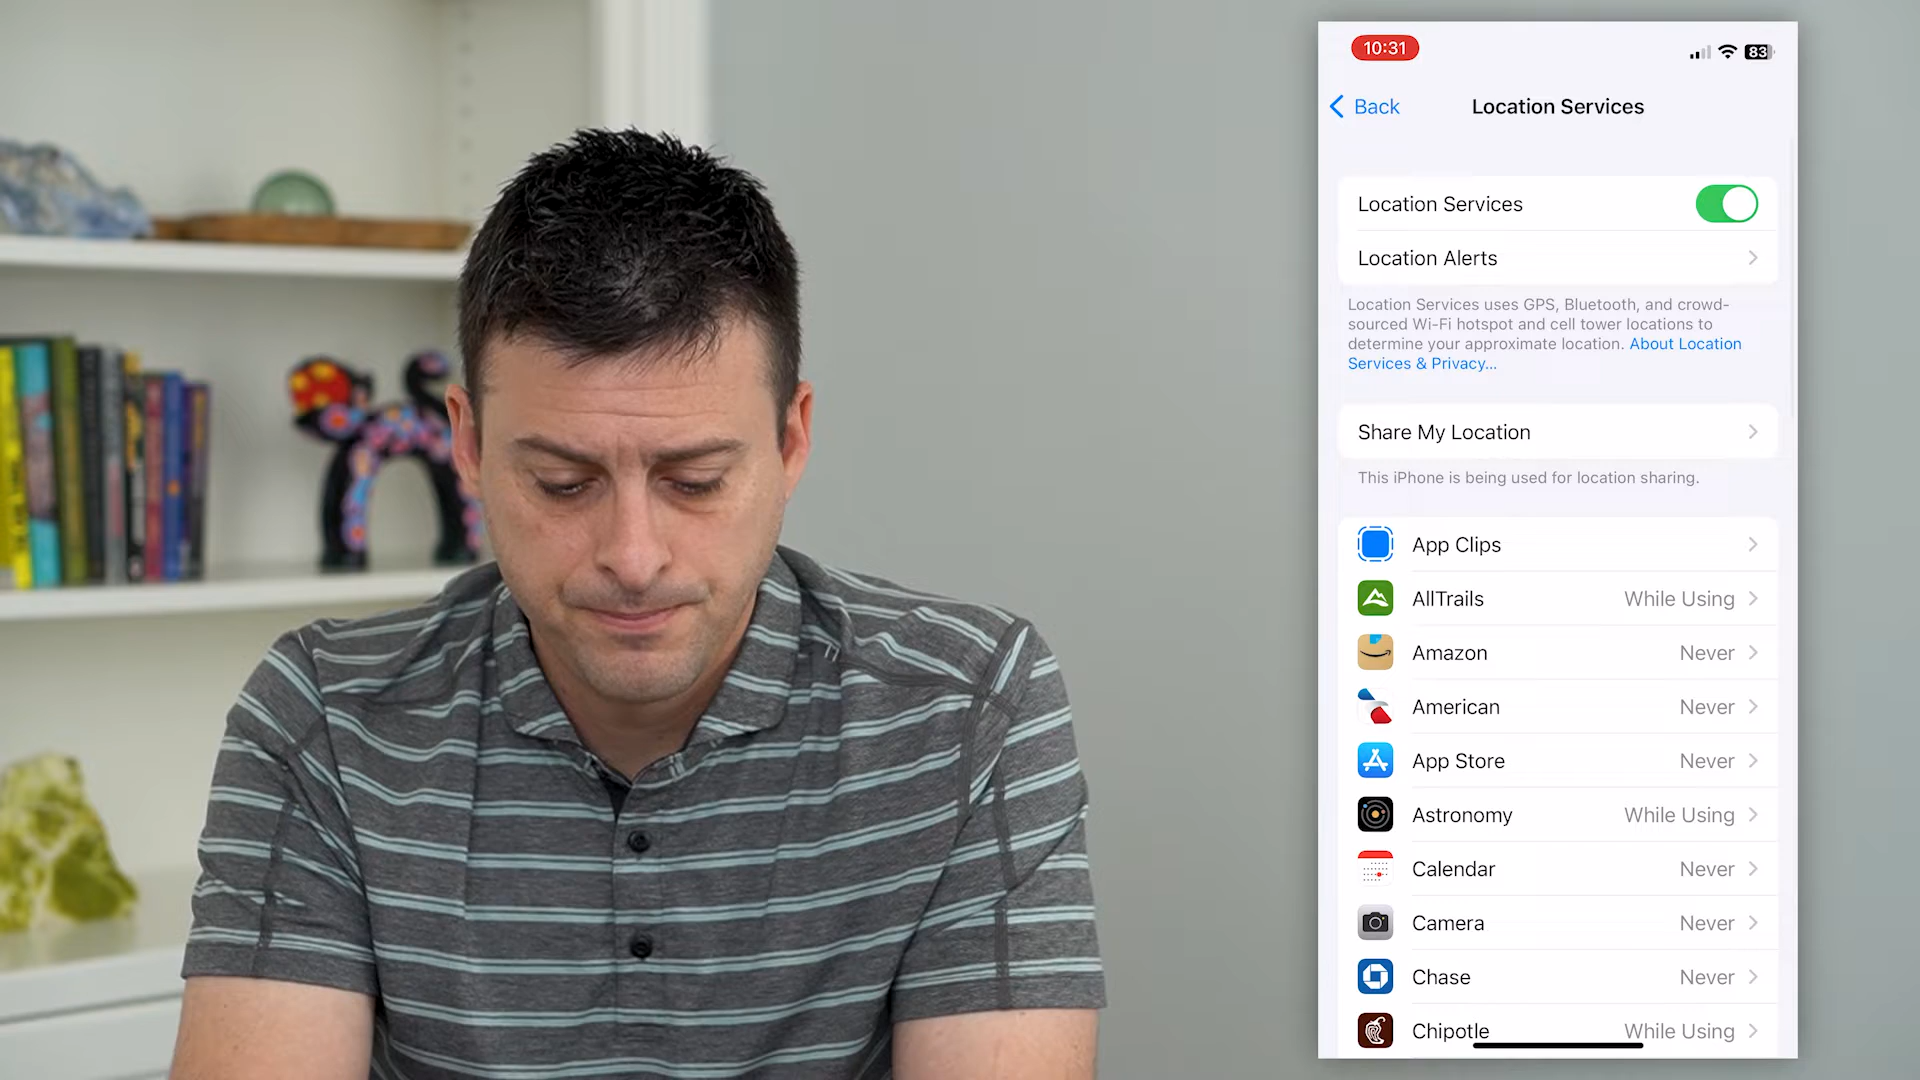 10:31
83
Back
Location Services
Location Services
Location Alerts
Location Services uses GPS, Bluetooth, and crowd-
sourced Wi-Fi hotspot and cell tower locations to
determine your approximate location. About Location
Services & Privacy...
Share My Location
This iPhone is being used for location sharing.
App Clips
AllTrails While Using
Amazon Never
American Never
App Store Never
Astronomy While Using
Calendar Never
Camera Never
Chase Never
Chipotle While Using